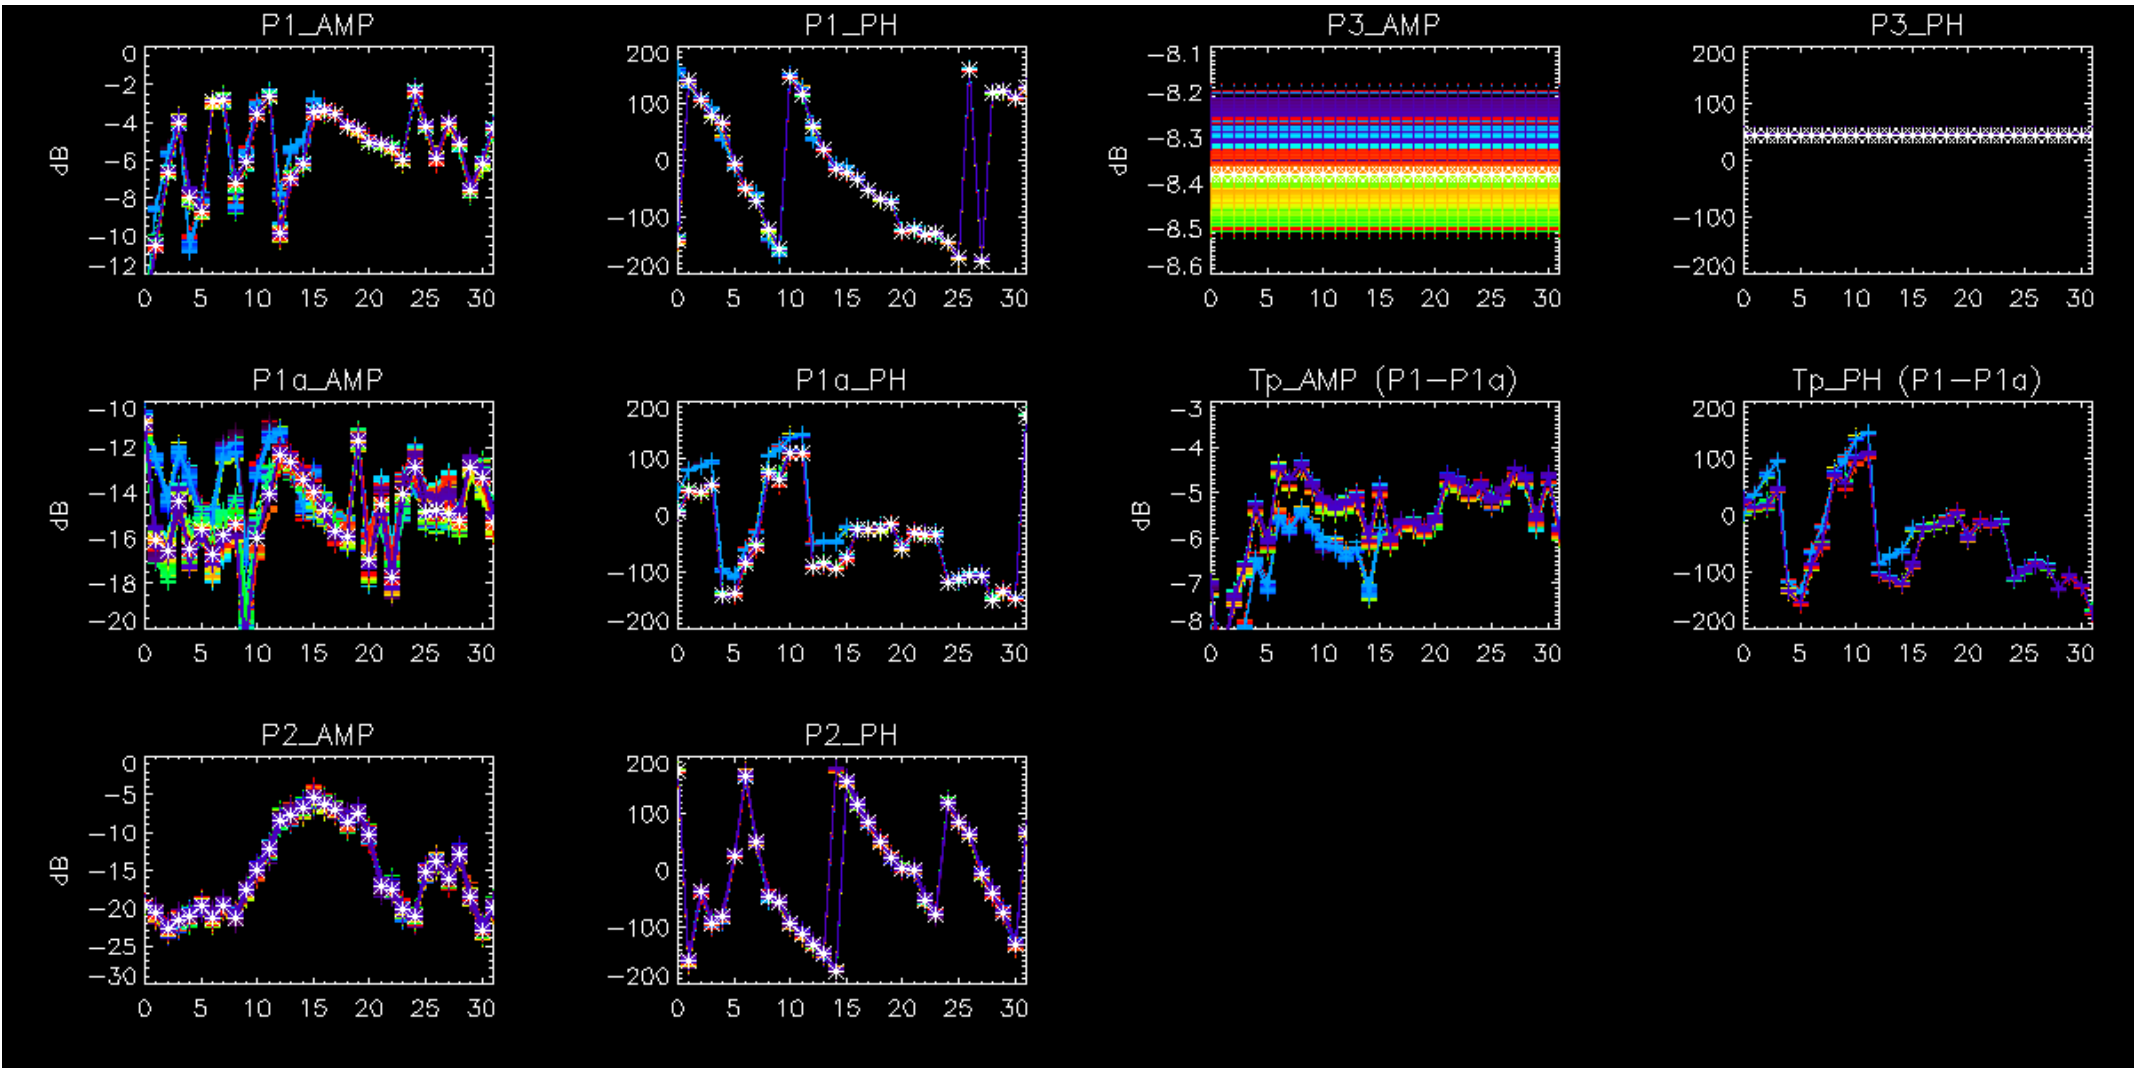 P1_AMP
0
−2
−4
−6
−8
−10
−12
dB
0 5 10 15 20 25 30
P1_PH
200
100
0
−100
−200
0 5 10 15 20 25 30
P3_AMP
−8.1
−8.2
−8.3
−8.4
−8.5
−8.6
dB
0 5 10 15 20 25 30
P3_PH
200
100
0
−100
−200
0 5 10 15 20 25 30
P1a_AMP
−10
−12
−14
−16
−18
−20
dB
0 5 10 15 20 25 30
P1a_PH
200
100
0
−100
−200
0 5 10 15 20 25 30
Tp_AMP (P1−P1a)
−3
−4
−5
−6
−7
−8
dB
0 5 10 15 20 25 30
Tp_PH (P1−P1a)
200
100
0
−100
−200
0 5 10 15 20 25 30
P2_AMP
0
−5
−10
−15
−20
−25
−30
dB
0 5 10 15 20 25 30
P2_PH
200
100
0
−100
−200
0 5 10 15 20 25 30